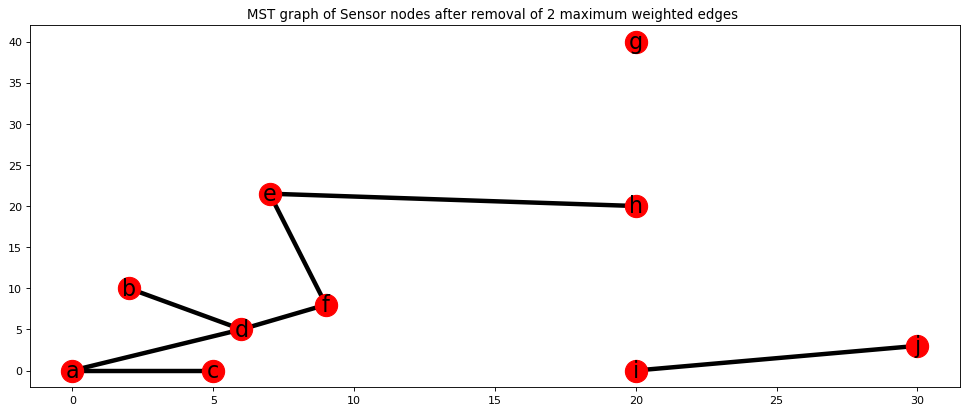 MST graph of Sensor nodes after removal of 2 maximum weighted edges
40
g
35
30
25
e
20
h
15
b
10
f
d
5
j
0
a
c
i
0 5 10 15 20 25 30